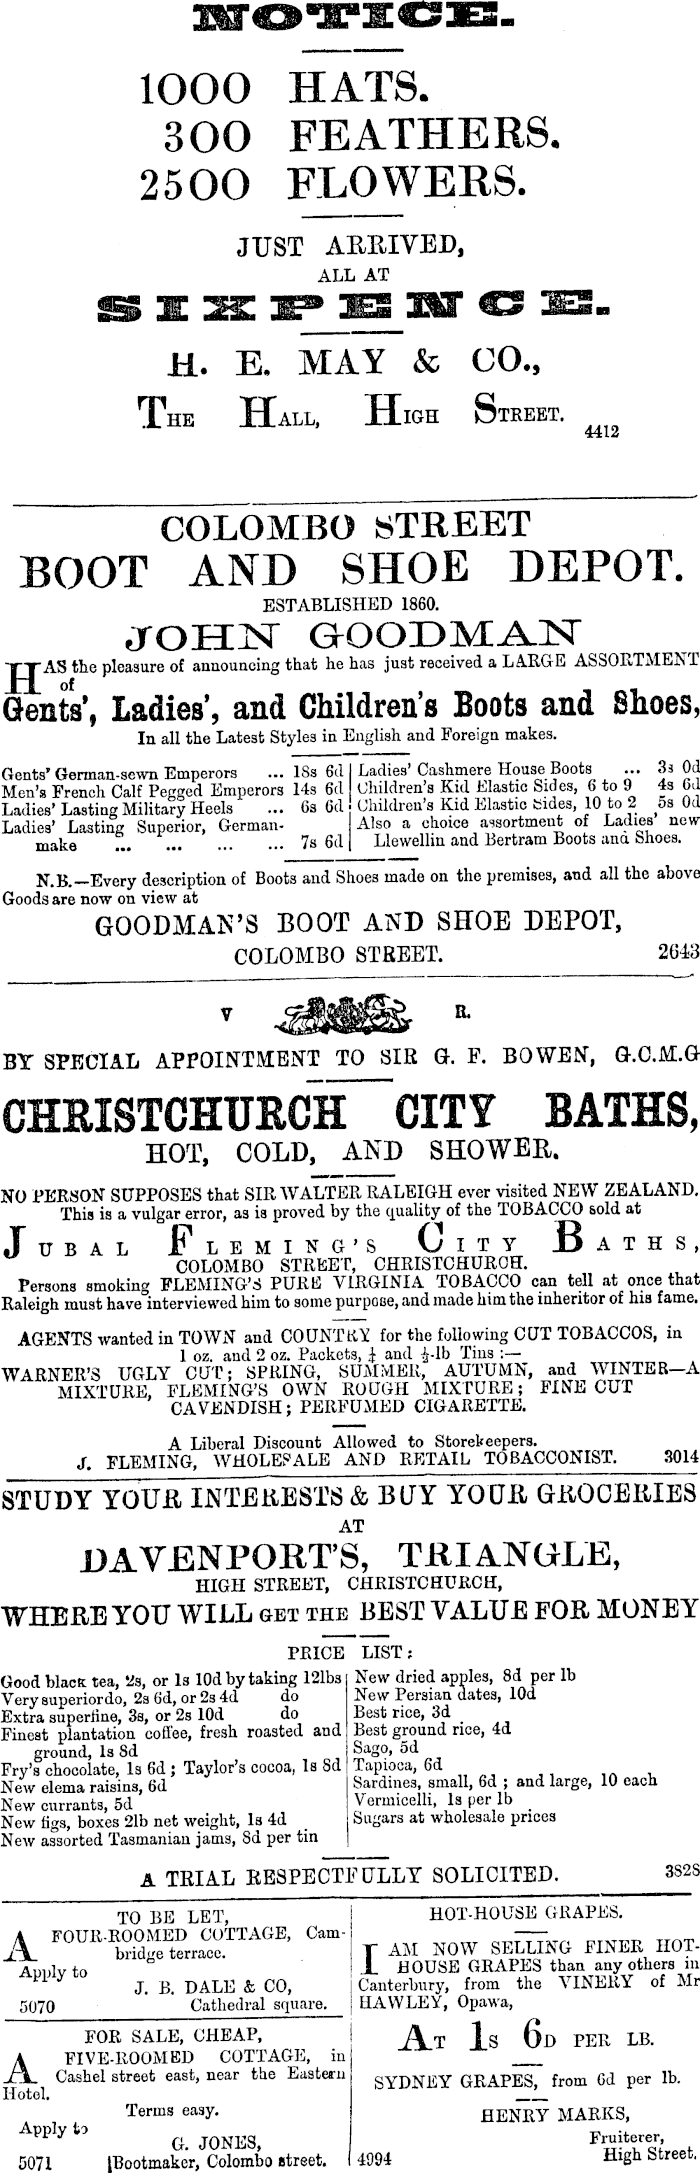 NOTICE.
1000 HATS.
300 FEATHERS.
2500 FLOWERS.
JUST ARRIVED,
ALL AT
SIXPENCE.
H. E. MAY & CO.,
THE HALL, HIGH STREET.
4412
COLOMBO STREET
BOOT AND SHOE DEPOT.
ESTABLISHED 1860.
JOHN GOODMAN
HAS the pleasure of announcing that he has just received a LARGE ASSORTMENT
of
Gents', Ladies', and Children's Boots and Shoes,
In all the Latest Styles in English and Foreign makes.
Gents' German-sewn Emperors ... 18s 6d
Men's French Calf Pegged Emperors 14s 6d
Ladies' Lasting Military Heels ... 6s 6d
Ladies' Lasting Superior, German-
make ... ... ... ... 7s 6d
Ladies' Cashmere House Boots ... 3s 0d
Children's Kid Elastic Sides, 6 to 9 4s 6d
Children's Kid Elastic Sides, 10 to 2 5s 0d
Also a choice assortment of Ladies' new
Llewellin and Bertram Boots and Shoes.
N.B.—Every description of Boots and Shoes made on the premises, and all the above
Goods are now on view at
GOODMAN'S BOOT AND SHOE DEPOT,
COLOMBO STREET. 2643
V R.
BY SPECIAL APPOINTMENT TO SIR G. F. BOWEN, G.C.M.G
CHRISTCHURCH CITY BATHS,
HOT, COLD, AND SHOWER.
NO PERSON SUPPOSES that SIR WALTER RALEIGH ever visited NEW ZEALAND.
This is a vulgar error, as is proved by the quality of the TOBACCO sold at
JUBAL FLEMING'S CITY BATHS,
COLOMBO STREET, CHRISTCHURCH.
Persons smoking FLEMING'S PURE VIRGINIA TOBACCO can tell at once that
Raleigh must have interviewed him to some purpose, and made him the inheritor of his fame.
AGENTS wanted in TOWN and COUNTRY for the following CUT TOBACCOS, in
1 oz. and 2 oz. Packets, ¼ and ½-lb Tins :—
WARNER'S UGLY CUT; SPRING, SUMMER, AUTUMN, and WINTER—A
MIXTURE, FLEMING'S OWN ROUGH MIXTURE; FINE CUT
CAVENDISH; PERFUMED CIGARETTE.
A Liberal Discount Allowed to Storekeepers.
J. FLEMING, WHOLESALE AND RETAIL TOBACCONIST. 3014
STUDY YOUR INTERESTS & BUY YOUR GROCERIES
AT
DAVENPORT'S, TRIANGLE,
HIGH STREET, CHRISTCHURCH,
WHERE YOU WILL GET THE BEST VALUE FOR MONEY
PRICE LIST:
Good black tea, 2s, or 1s 10d by taking 12lbs
Very superior do, 2s 6d, or 2s 4d do
Extra superfine, 3s, or 2s 10d do
Finest plantation coffee, fresh roasted and
ground, 1s 8d
Fry's chocolate, 1s 6d; Taylor's cocoa, 1s 8d
New elema raisins, 6d
New currants, 5d
New figs, boxes 2lb net weight, 1s 4d
New assorted Tasmanian jams, 8d per tin
New dried apples, 8d per lb
New Persian dates, 10d
Best rice, 3d
Best ground rice, 4d
Sago, 5d
Tapioca, 6d
Sardines, small, 6d; and large, 10 each
Vermicelli, 1s per lb
Sugars at wholesale prices
A TRIAL RESPECTFULLY SOLICITED. 3828
TO BE LET,
A FOUR-ROOMED COTTAGE, Cam-
bridge terrace.
Apply to
J. B. DALE & CO,
5070 Cathedral square.
FOR SALE, CHEAP,
A FIVE-ROOMED COTTAGE, in
Cashel street east, near the Eastern
Hotel.
Terms easy.
Apply to
G. JONES,
5071 Bootmaker, Colombo street.
HOT-HOUSE GRAPES.
I AM NOW SELLING FINER HOT-
HOUSE GRAPES than any others in
Canterbury, from the VINERY of Mr
HAWLEY, Opawa,
AT 1s 6D PER LB.
SYDNEY GRAPES, from 6d per lb.
HENRY MARKS,
Fruiterer,
4994 High Street.